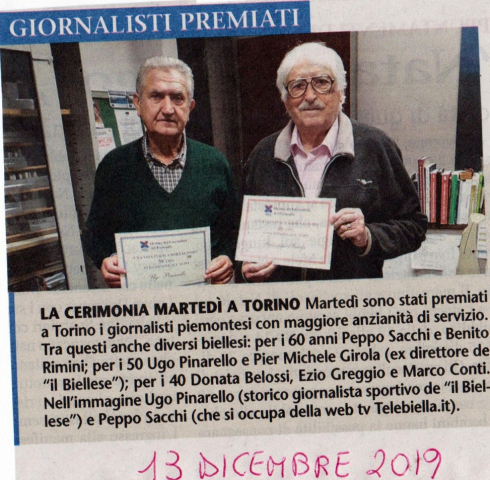 GIORNALISTI PREMIATI
Ugo Pinarello
LA CERIMONIA MARTEDÌ A TORINO Martedì sono stati premiati
a Torino i giornalisti piemontesi con maggiore anzianità di servizio.
Tra questi anche diversi biellesi: per i 60 anni Peppo Sacchi e Benito
Rimini; per i 50 Ugo Pinarello e Pier Michele Girola (ex direttore de
“il Biellese”); per i 40 Donata Belossi, Ezio Greggio e Marco Conti.
Nell’immagine Ugo Pinarello (storico giornalista sportivo de “il Biel-
lese”) e Peppo Sacchi (che si occupa della web tv Telebiella.it).
13 DICEMBRE 2019